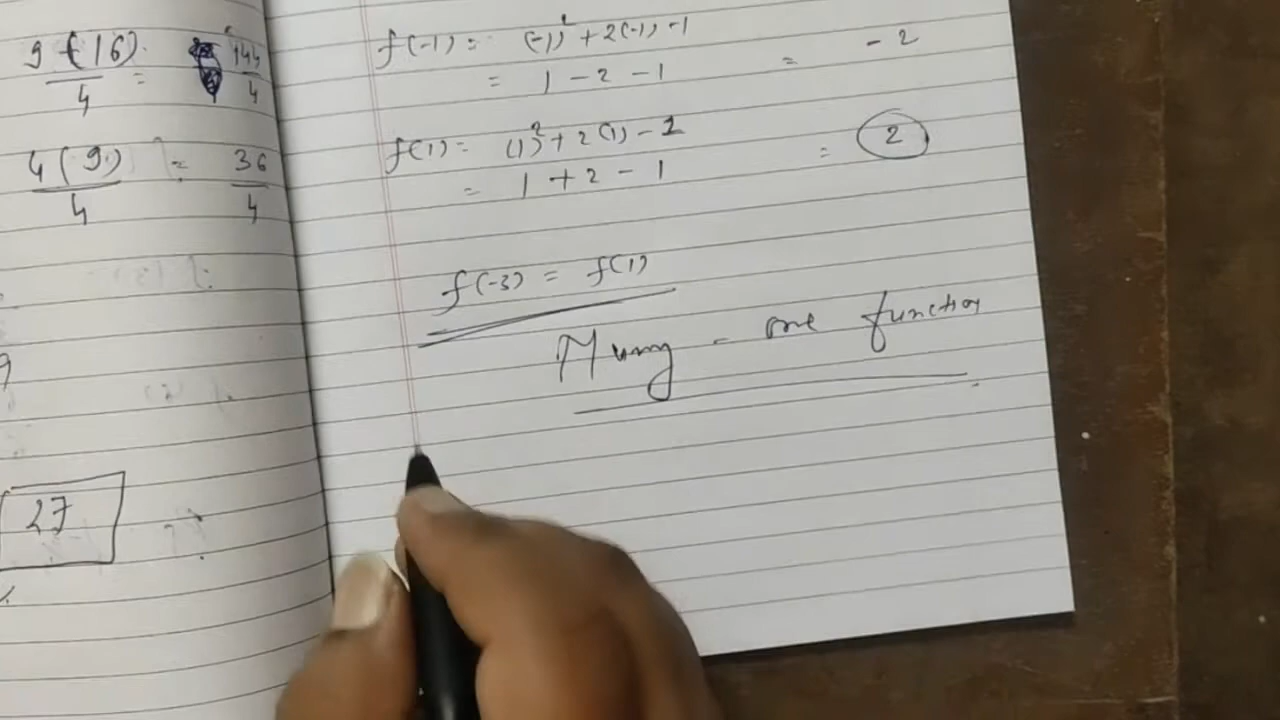 9(16)/4 = 144/4
4(9)/4 = 36/4
27
f(-1) = (-1)² + 2(-1) -1
= 1 - 2 - 1 = -2
f(1) = (1)² + 2(1) - 1
= 1 + 2 - 1 = 2
f(-3) = f(1)
Many - one function